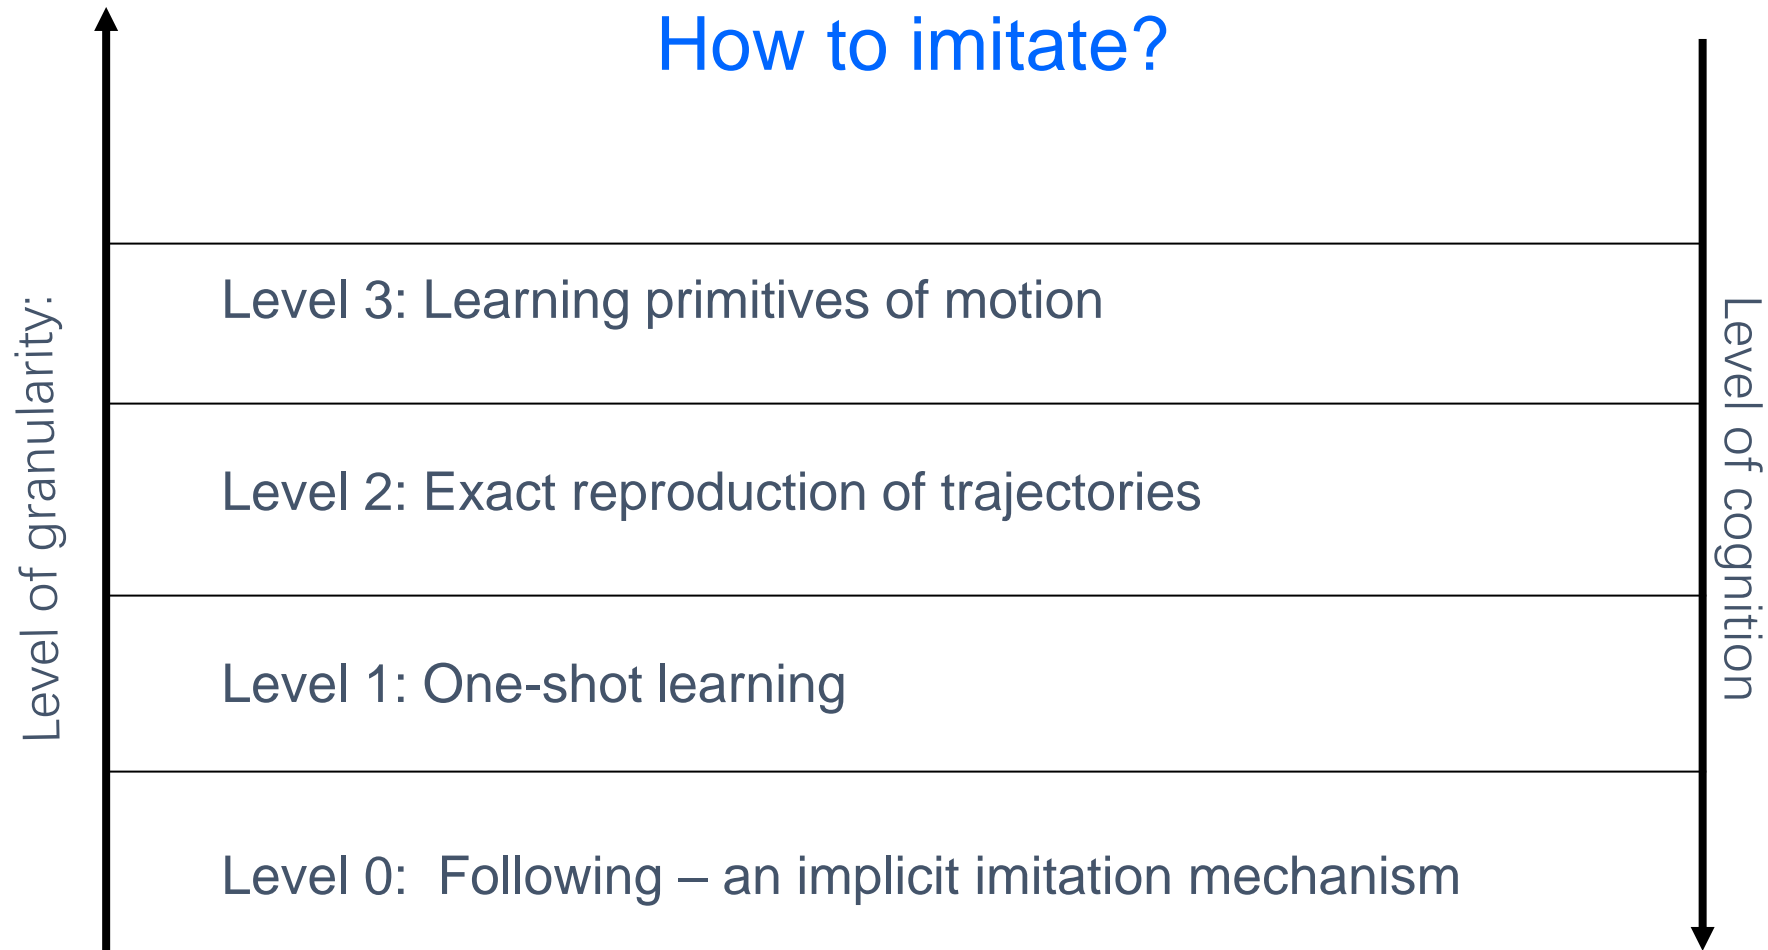 How to imitate?
Level of granularity:
Level 3: Learning primitives of motion
Level 2: Exact reproduction of trajectories
Level 1: One-shot learning
Level 0:  Following – an implicit imitation mechanism
Level of cognition